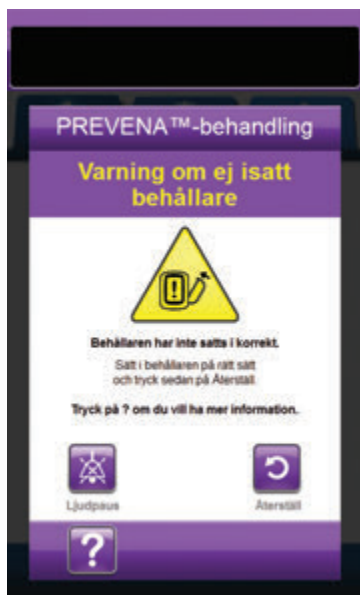 PREVENA™-behandling
Varning om ej isatt
behållare
Behållaren har inte satts i korrekt.
Sätt i behållaren på rätt sätt
och tryck sedan på Återställ.
Tryck på ? om du vill ha mer information.
Ljudpaus
Återställ
?